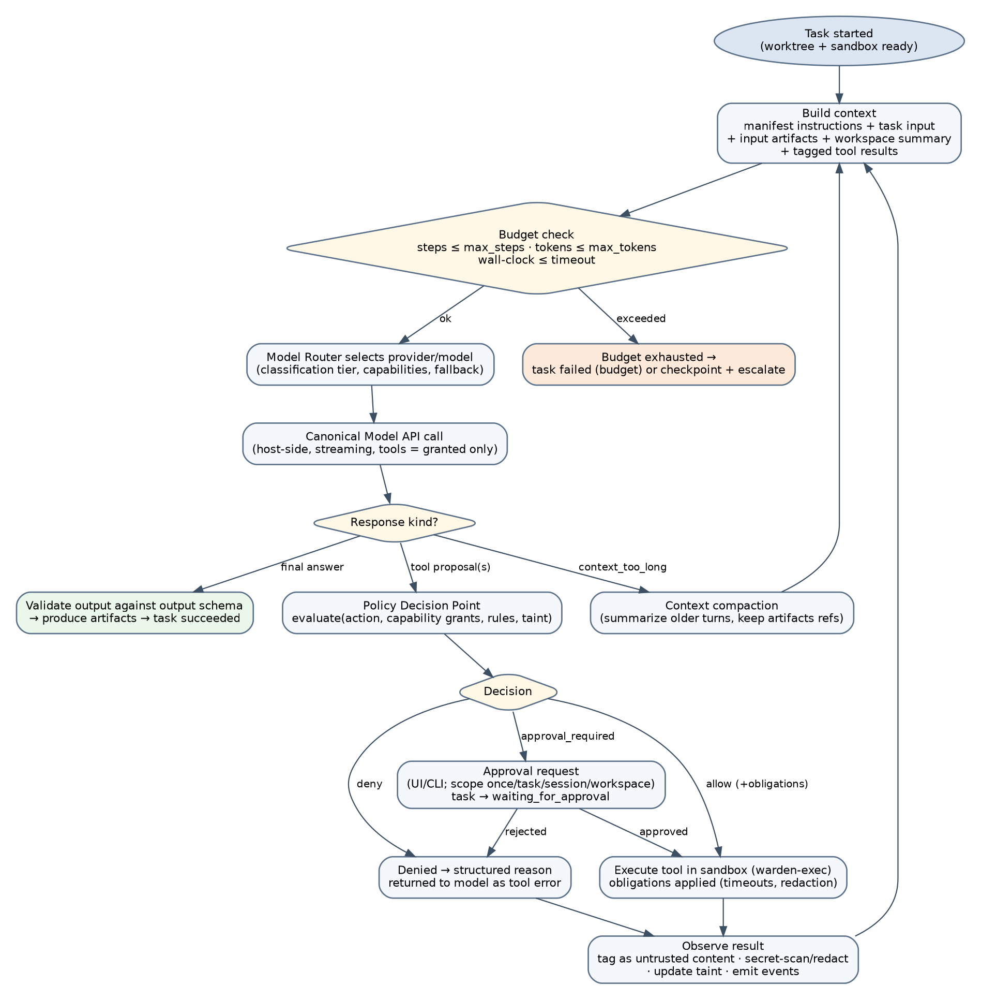 Task started
(worktree + sandbox ready)
Build context
manifest instructions + task input
+ input artifacts + workspace summary
+ tagged tool results
Budget check
steps ≤ max_steps · tokens ≤ max_tokens
wall-clock ≤ timeout
ok
exceeded
Model Router selects provider/model
(classification tier, capabilities, fallback)
Budget exhausted →
task failed (budget) or checkpoint + escalate
Canonical Model API call
(host-side, streaming, tools = granted only)
Response kind?
final answer
tool proposal(s)
context_too_long
Validate output against output schema
→ produce artifacts → task succeeded
Policy Decision Point
evaluate(action, capability grants, rules, taint)
Context compaction
(summarize older turns, keep artifacts refs)
Decision
approval_required
deny
Approval request
(UI/CLI; scope once/task/session/workspace)
task → waiting_for_approval
allow (+obligations)
rejected
approved
Denied → structured reason
returned to model as tool error
Execute tool in sandbox (warden-exec)
obligations applied (timeouts, redaction)
Observe result
tag as untrusted content · secret-scan/redact
· update taint · emit events